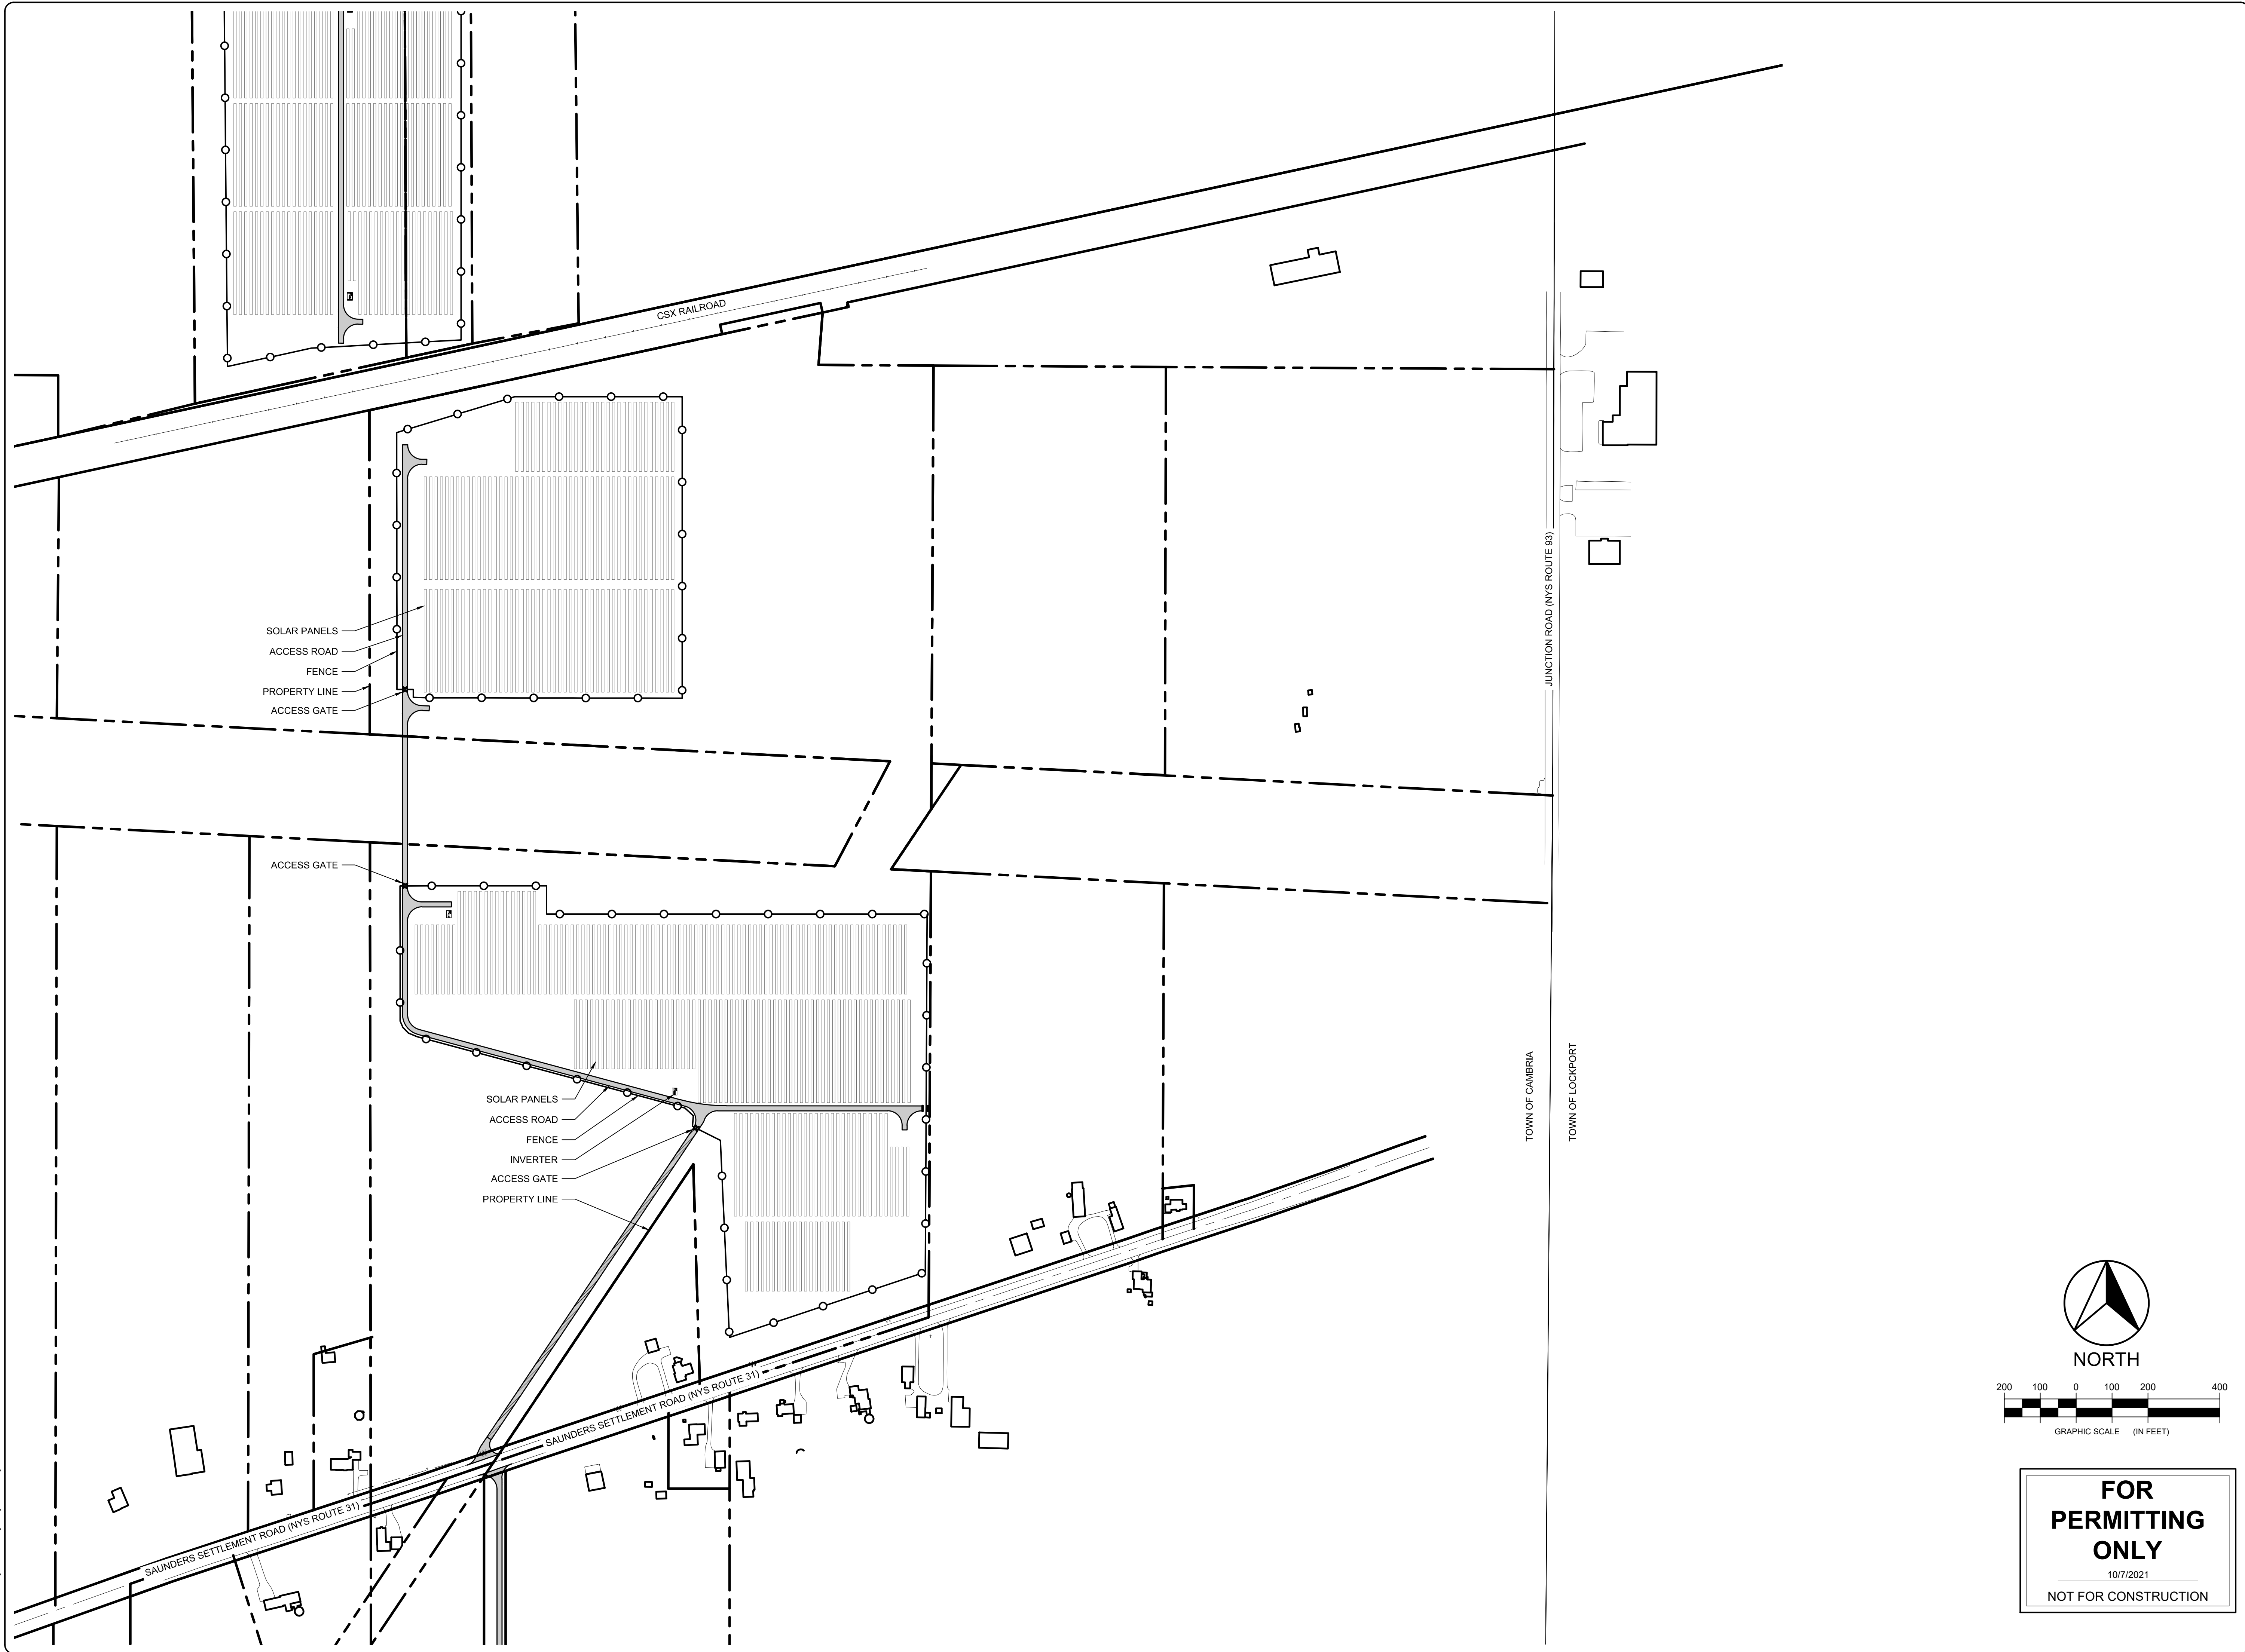 CSX RAILROAD
JUNCTION ROAD (NYS ROUTE 93)
SOLAR PANELS
ACCESS ROAD
FENCE
PROPERTY LINE
ACCESS GATE
ACCESS GATE
SOLAR PANELS
ACCESS ROAD
FENCE
INVERTER
ACCESS GATE
PROPERTY LINE
TOWN OF CAMBRIA
TOWN OF LOCKPORT
SAUNDERS SETTLEMENT ROAD (NYS ROUTE 31)
SAUNDERS SETTLEMENT ROAD (NYS ROUTE 31)
NORTH
200 100 0 100 200 400
GRAPHIC SCALE (IN FEET)
FOR
PERMITTING
ONLY
10/7/2021
NOT FOR CONSTRUCTION